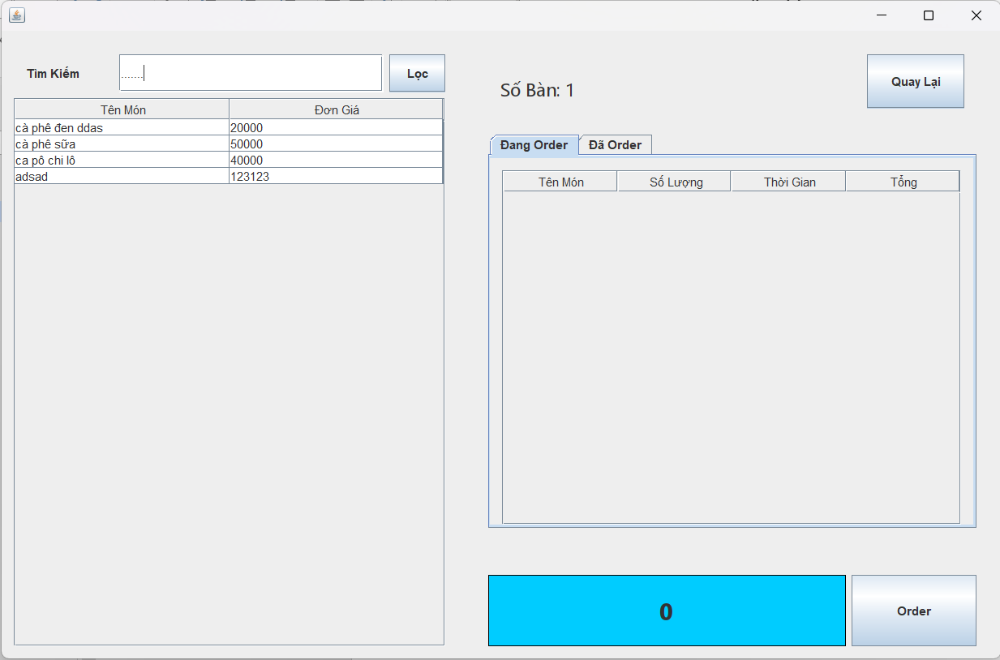 Tìm Kiếm
.......
Lọc
Tên Món Đơn Giá
cà phê đen ddas 20000
cà phê sữa 50000
ca pô chi lô 40000
adsad 123123
Số Bàn: 1
Quay Lại
Đang Order Đã Order
Tên Món Số Lượng Thời Gian Tổng
0
Order